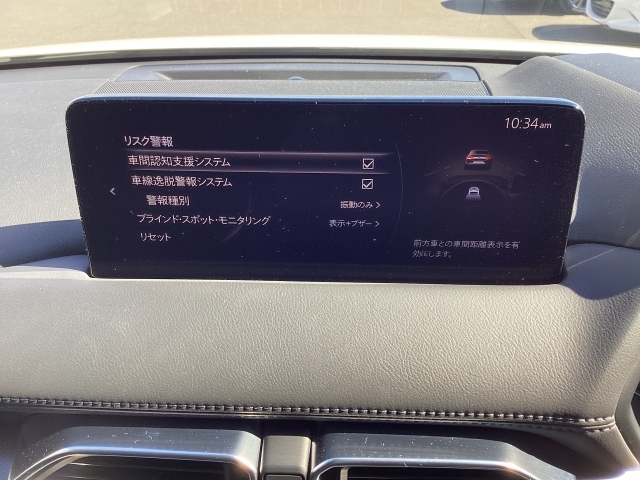 10:34 am
リスク警報
車間認知支援システム
車線逸脱警報システム
警報種別 振動のみ
ブラインド・スポット・モニタリング 表示+ブザー
リセット
前方車との車間距離表示を有
効にします。